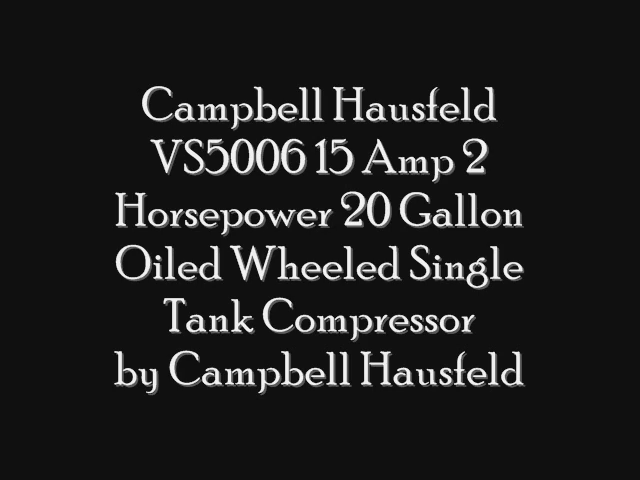 Campbell Hausfeld
VS5006 15 Amp 2
Horsepower 20 Gallon
Oiled Wheeled Single
Tank Compressor
by Campbell Hausfeld